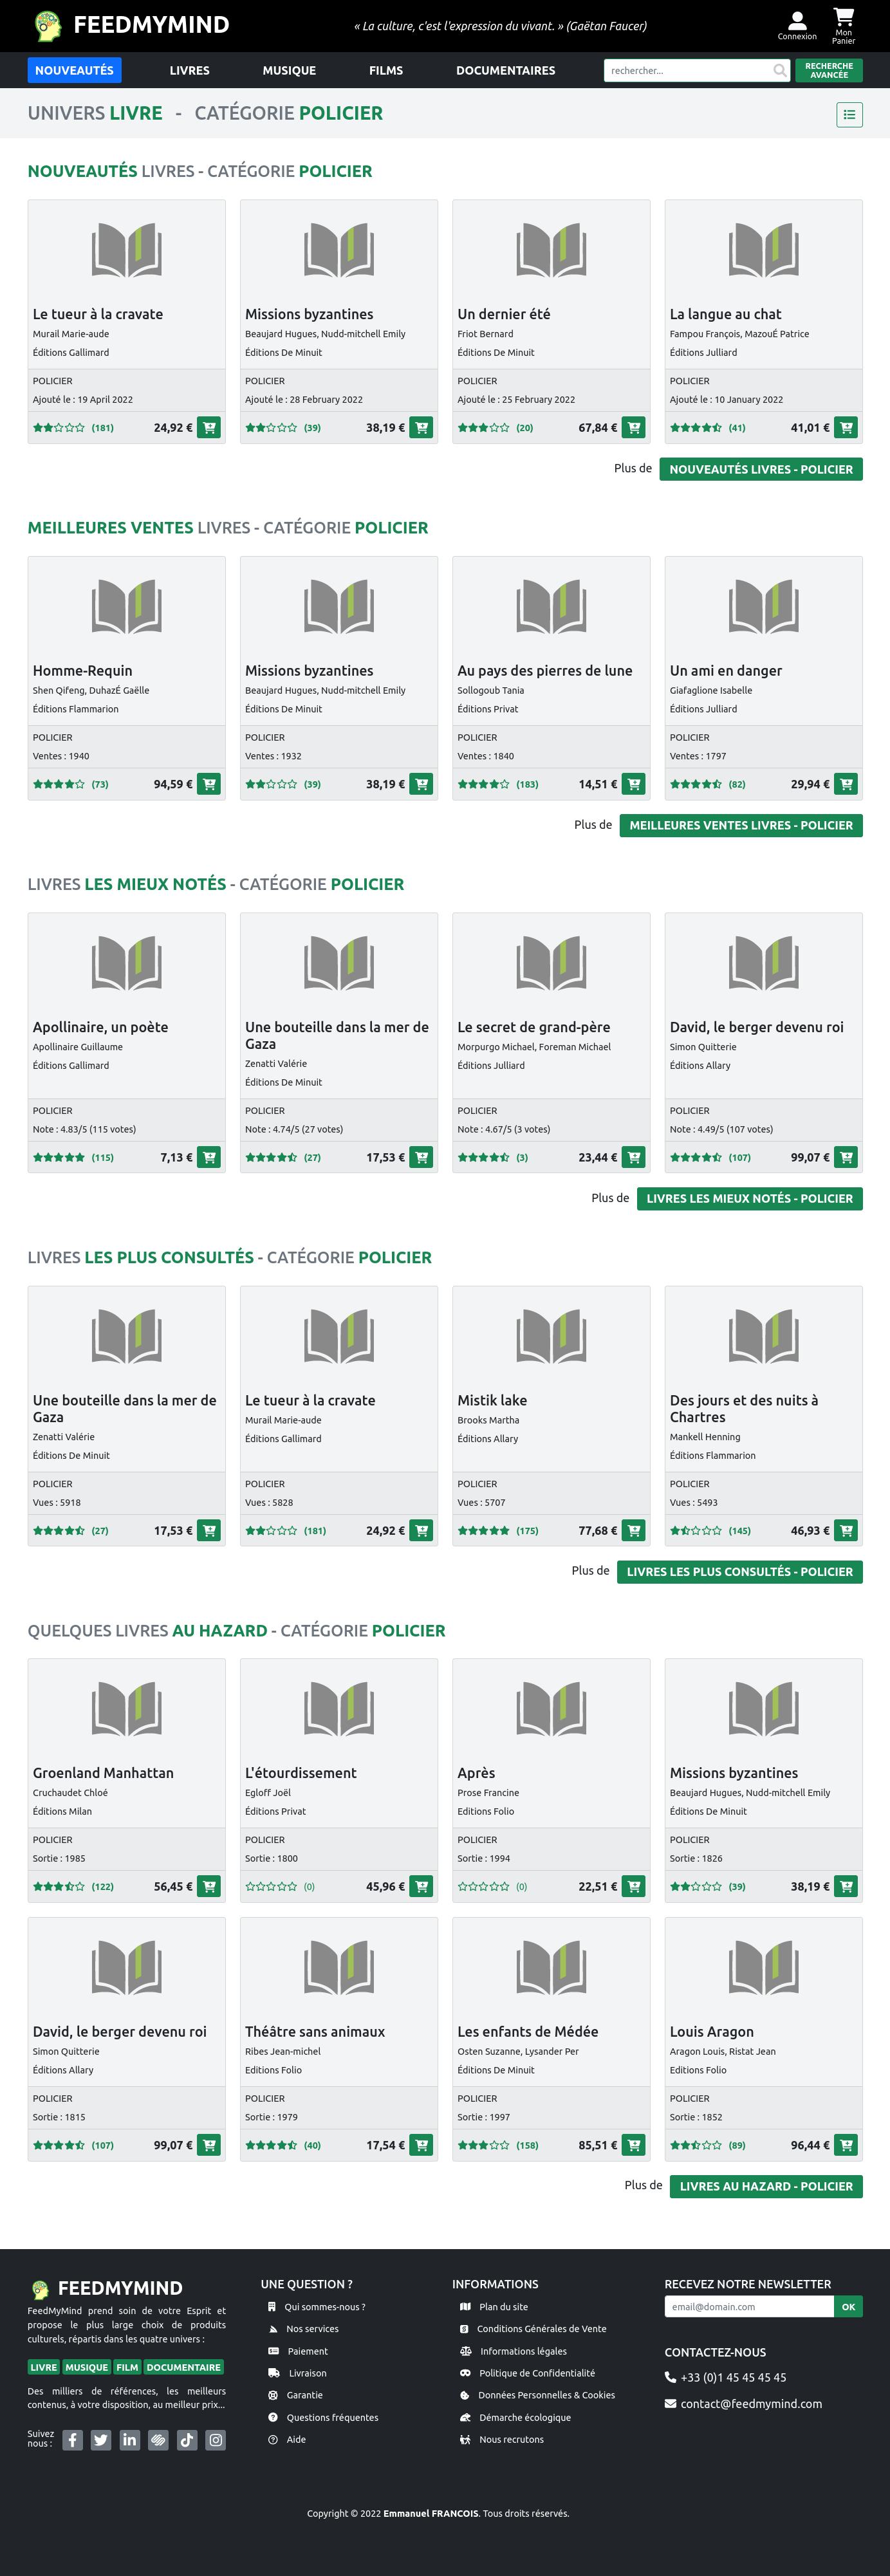 FEEDMYMIND
« La culture, c'est l'expression du vivant. » (Gaëtan Faucer)
Connexion
Mon
Panier
NOUVEAUTÉS LIVRES MUSIQUE FILMS DOCUMENTAIRES
rechercher...
RECHERCHE
AVANCÉE
UNIVERS LIVRE - CATÉGORIE POLICIER
NOUVEAUTÉS LIVRES - CATÉGORIE POLICIER
Le tueur à la cravate
Murail Marie-aude
Éditions Gallimard
POLICIER
Ajouté le : 19 April 2022
(181) 24,92 €
Missions byzantines
Beaujard Hugues, Nudd-mitchell Emily
Éditions De Minuit
POLICIER
Ajouté le : 28 February 2022
(39) 38,19 €
Un dernier été
Friot Bernard
Éditions De Minuit
POLICIER
Ajouté le : 25 February 2022
(20) 67,84 €
La langue au chat
Fampou François, MazouÉ Patrice
Éditions Julliard
POLICIER
Ajouté le : 10 January 2022
(41) 41,01 €
Plus de NOUVEAUTÉS LIVRES - POLICIER
MEILLEURES VENTES LIVRES - CATÉGORIE POLICIER
Homme-Requin
Shen Qifeng, DuhazÉ Gaëlle
Éditions Flammarion
POLICIER
Ventes : 1940
(73) 94,59 €
Missions byzantines
Beaujard Hugues, Nudd-mitchell Emily
Éditions De Minuit
POLICIER
Ventes : 1932
(39) 38,19 €
Au pays des pierres de lune
Sollogoub Tania
Éditions Privat
POLICIER
Ventes : 1840
(183) 14,51 €
Un ami en danger
Giafaglione Isabelle
Éditions Julliard
POLICIER
Ventes : 1797
(82) 29,94 €
Plus de MEILLEURES VENTES LIVRES - POLICIER
LIVRES LES MIEUX NOTÉS - CATÉGORIE POLICIER
Apollinaire, un poète
Apollinaire Guillaume
Éditions Gallimard
POLICIER
Note : 4.83/5 (115 votes)
(115) 7,13 €
Une bouteille dans la mer de
Gaza
Zenatti Valérie
Éditions De Minuit
POLICIER
Note : 4.74/5 (27 votes)
(27) 17,53 €
Le secret de grand-père
Morpurgo Michael, Foreman Michael
Éditions Julliard
POLICIER
Note : 4.67/5 (3 votes)
(3) 23,44 €
David, le berger devenu roi
Simon Quitterie
Éditions Allary
POLICIER
Note : 4.49/5 (107 votes)
(107) 99,07 €
Plus de LIVRES LES MIEUX NOTÉS - POLICIER
LIVRES LES PLUS CONSULTÉS - CATÉGORIE POLICIER
Une bouteille dans la mer de
Gaza
Zenatti Valérie
Éditions De Minuit
POLICIER
Vues : 5918
(27) 17,53 €
Le tueur à la cravate
Murail Marie-aude
Éditions Gallimard
POLICIER
Vues : 5828
(181) 24,92 €
Mistik lake
Brooks Martha
Éditions Allary
POLICIER
Vues : 5707
(175) 77,68 €
Des jours et des nuits à
Chartres
Mankell Henning
Éditions Flammarion
POLICIER
Vues : 5493
(145) 46,93 €
Plus de LIVRES LES PLUS CONSULTÉS - POLICIER
QUELQUES LIVRES AU HAZARD - CATÉGORIE POLICIER
Groenland Manhattan
Cruchaudet Chloé
Éditions Milan
POLICIER
Sortie : 1985
(122) 56,45 €
L'étourdissement
Egloff Joël
Éditions Privat
POLICIER
Sortie : 1800
(0) 45,96 €
Après
Prose Francine
Editions Folio
POLICIER
Sortie : 1994
(0) 22,51 €
Missions byzantines
Beaujard Hugues, Nudd-mitchell Emily
Éditions De Minuit
POLICIER
Sortie : 1826
(39) 38,19 €
David, le berger devenu roi
Simon Quitterie
Éditions Allary
POLICIER
Sortie : 1815
(107) 99,07 €
Théâtre sans animaux
Ribes Jean-michel
Editions Folio
POLICIER
Sortie : 1979
(40) 17,54 €
Les enfants de Médée
Osten Suzanne, Lysander Per
Éditions De Minuit
POLICIER
Sortie : 1997
(158) 85,51 €
Louis Aragon
Aragon Louis, Ristat Jean
Editions Folio
POLICIER
Sortie : 1852
(89) 96,44 €
Plus de LIVRES AU HAZARD - POLICIER
FEEDMYMIND
FeedMyMind prend soin de votre Esprit et
propose le plus large choix de produits
culturels, répartis dans les quatre univers :
LIVRE MUSIQUE FILM DOCUMENTAIRE
Des milliers de références, les meilleurs
contenus, à votre disposition, au meilleur prix...
Suivez
nous :
UNE QUESTION ?
Qui sommes-nous ?
Nos services
Paiement
Livraison
Garantie
Questions fréquentes
Aide
INFORMATIONS
Plan du site
Conditions Générales de Vente
Informations légales
Politique de Confidentialité
Données Personnelles & Cookies
Démarche écologique
Nous recrutons
RECEVEZ NOTRE NEWSLETTER
email@domain.com OK
CONTACTEZ-NOUS
+33 (0)1 45 45 45 45
contact@feedmymind.com
Copyright © 2022 Emmanuel FRANCOIS. Tous droits réservés.